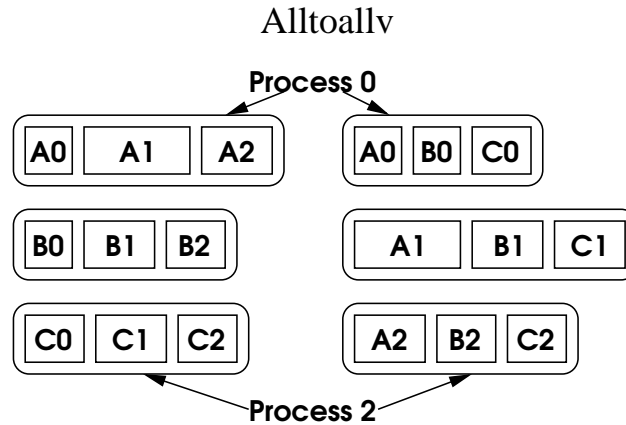 Alltoallv
Process 0
A0 A1 A2 A0 B0 C0
B0 B1 B2 A1 B1 C1
C0 C1 C2 A2 B2 C2
Process 2